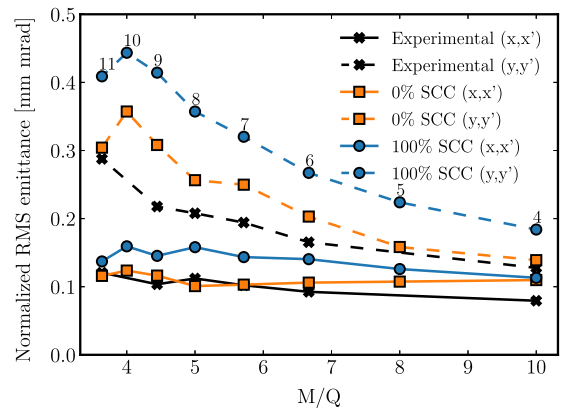 Normalized RMS emittance [mm mrad]
0.5
0.4
0.3
0.2
0.1
0.0
11
10
9
8
7
6
5
4
Experimental (x,x')
Experimental (y,y')
0% SCC (x,x')
0% SCC (y,y')
100% SCC (x,x')
100% SCC (y,y')
4 5 6 7 8 9 10
M/Q